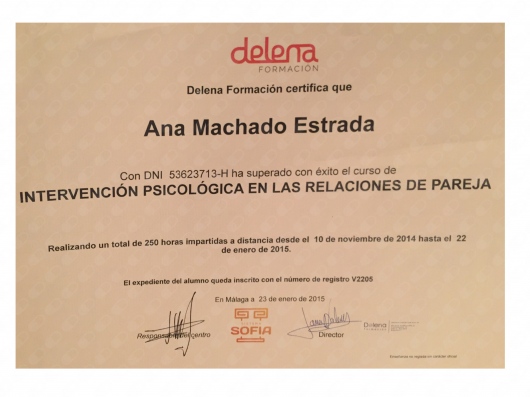 delena
FORMACIÓN
Delena Formación certifica que
Ana Machado Estrada
Con DNI 53623713-H ha superado con éxito el curso de
INTERVENCIÓN PSICOLÓGICA EN LAS RELACIONES DE PAREJA
Realizando un total de 250 horas impartidas a distancia desde el 10 de noviembre de 2014 hasta el 22
de enero de 2015.
El expediente del alumno queda inscrito con el número de registro V2205
En Málaga a 23 de enero de 2015
SOFIA
Responsable del centro
Director
Delena